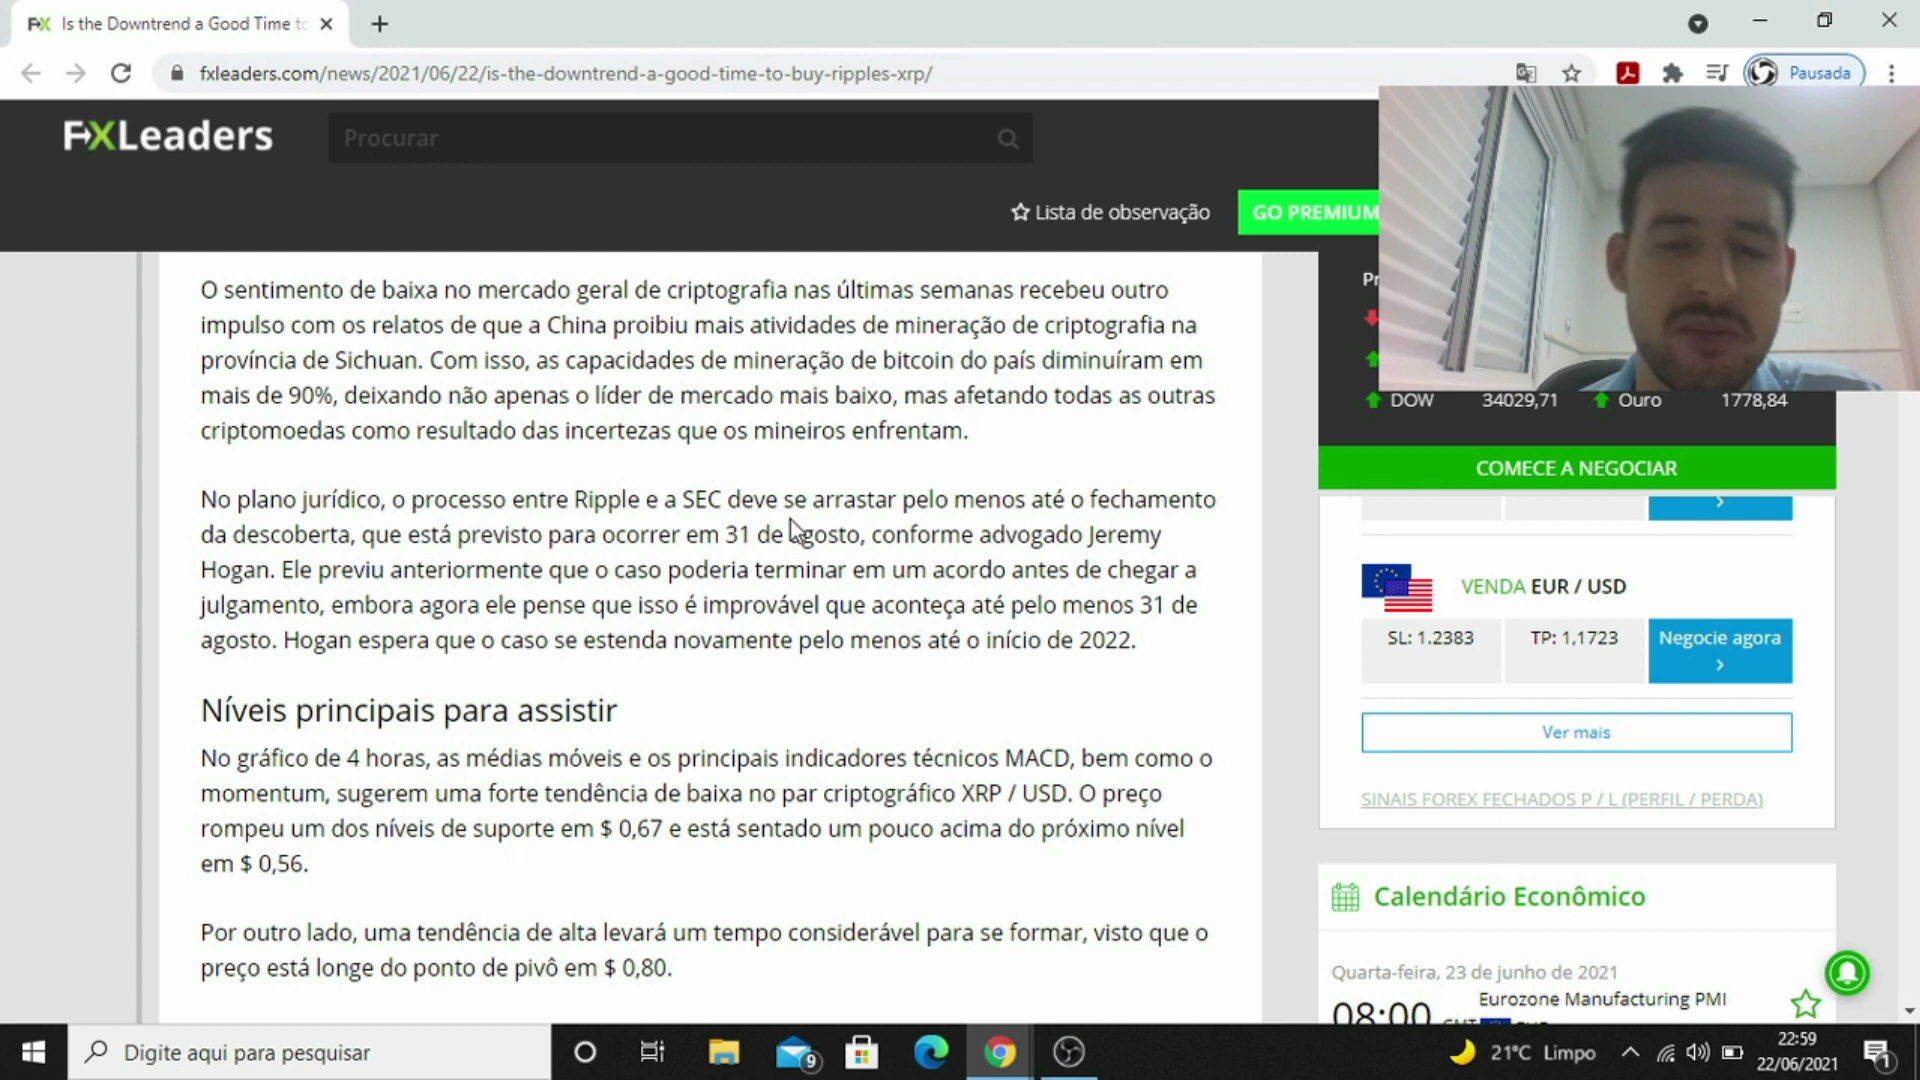 FX Is the Downtrend a Good Time to
fxleaders.com/news/2021/06/22/is-the-downtrend-a-good-time-to-buy-ripples-xrp/
Pausada
FXLeaders
Procurar
Lista de observação
GO PREMIUM
O sentimento de baixa no mercado geral de criptografia nas últimas semanas recebeu outro
impulso com os relatos de que a China proibiu mais atividades de mineração de criptografia na
província de Sichuan. Com isso, as capacidades de mineração de bitcoin do país diminuíram em
mais de 90%, deixando não apenas o líder de mercado mais baixo, mas afetando todas as outras
criptomoedas como resultado das incertezas que os mineiros enfrentam.
No plano jurídico, o processo entre Ripple e a SEC deve se arrastar pelo menos até o fechamento
da descoberta, que está previsto para ocorrer em 31 de agosto, conforme advogado Jeremy
Hogan. Ele previu anteriormente que o caso poderia terminar em um acordo antes de chegar a
julgamento, embora agora ele pense que isso é improvável que aconteça até pelo menos 31 de
agosto. Hogan espera que o caso se estenda novamente pelo menos até o início de 2022.
Níveis principais para assistir
No gráfico de 4 horas, as médias móveis e os principais indicadores técnicos MACD, bem como o
momentum, sugerem uma forte tendência de baixa no par criptográfico XRP / USD. O preço
rompeu um dos níveis de suporte em $ 0,67 e está sentado um pouco acima do próximo nível
em $ 0,56.
Por outro lado, uma tendência de alta levará um tempo considerável para se formar, visto que o
preço está longe do ponto de pivô em $ 0,80.
DOW 34029,71 Ouro 1778,84
COMECE A NEGOCIAR
VENDA EUR / USD
SL: 1.2383 TP: 1,1723 Negocie agora
Ver mais
SINAIS FOREX FECHADOS P / L (PERFIL / PERDA)
Calendário Econômico
Quarta-feira, 23 de junho de 2021
08:00
Eurozone Manufacturing PMI
Digite aqui para pesquisar
9
21°C Limpo
22:59
22/06/2021
1